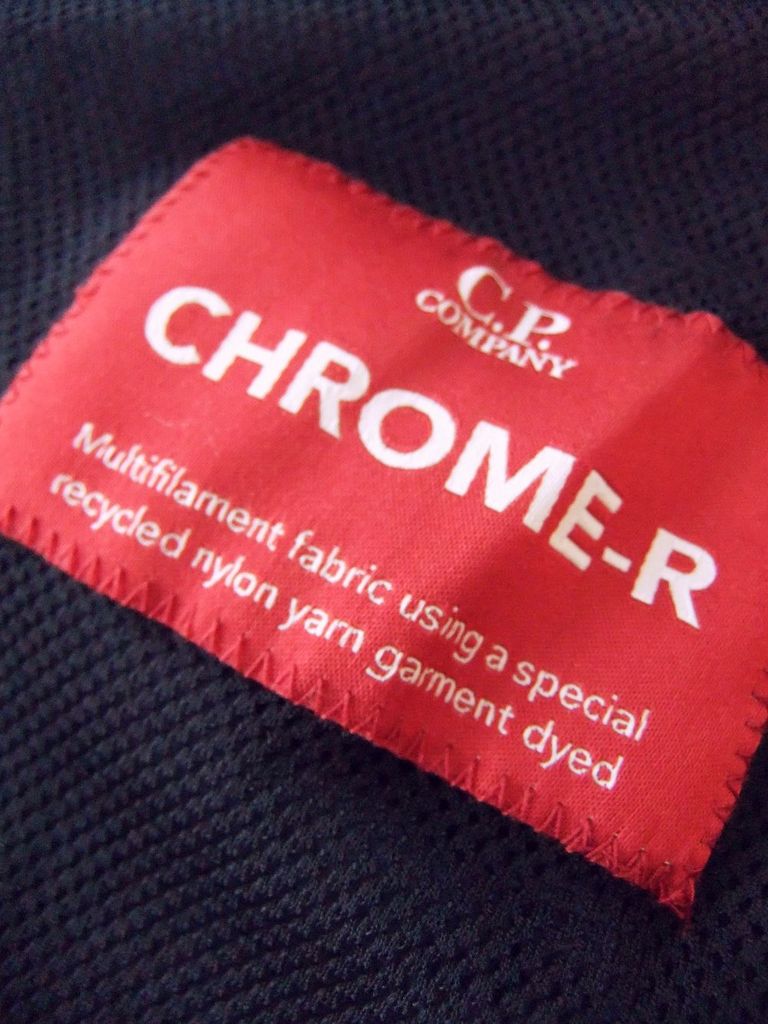 C.P.
COMPANY
CHROME-R
Multifilament fabric using a special
recycled nylon yarn garment dyed